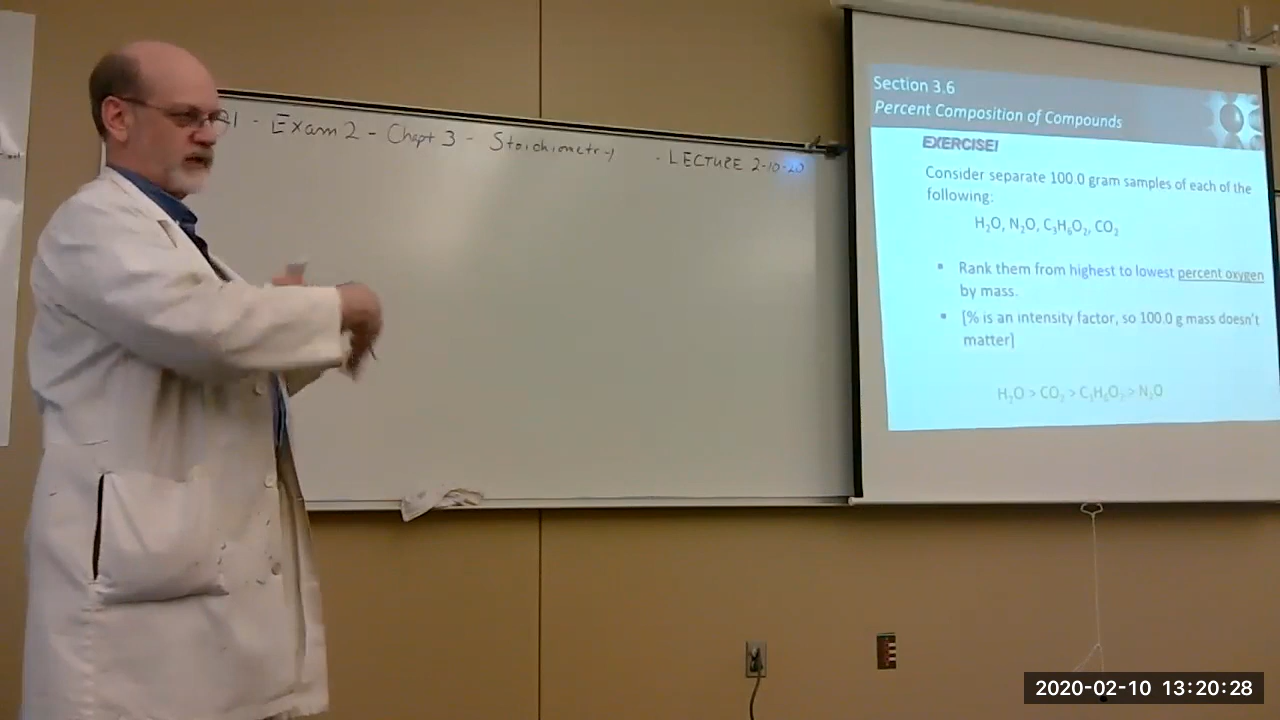 Exam 2 - Chapt 3 - Stoichiometry - LECTURE 2-10-20
Section 3.6
Percent Composition of Compounds
EXERCISE!
Consider separate 100.0 gram samples of each of the
following:
H₂O, N₂O, C₃H₆O₂, CO₂
• Rank them from highest to lowest percent oxygen
by mass.
• [% is an intensity factor, so 100.0 g mass doesn't
matter]
H₂O > CO₂ > C₃H₆O₂ > N₂O
2020-02-10 13:20:28